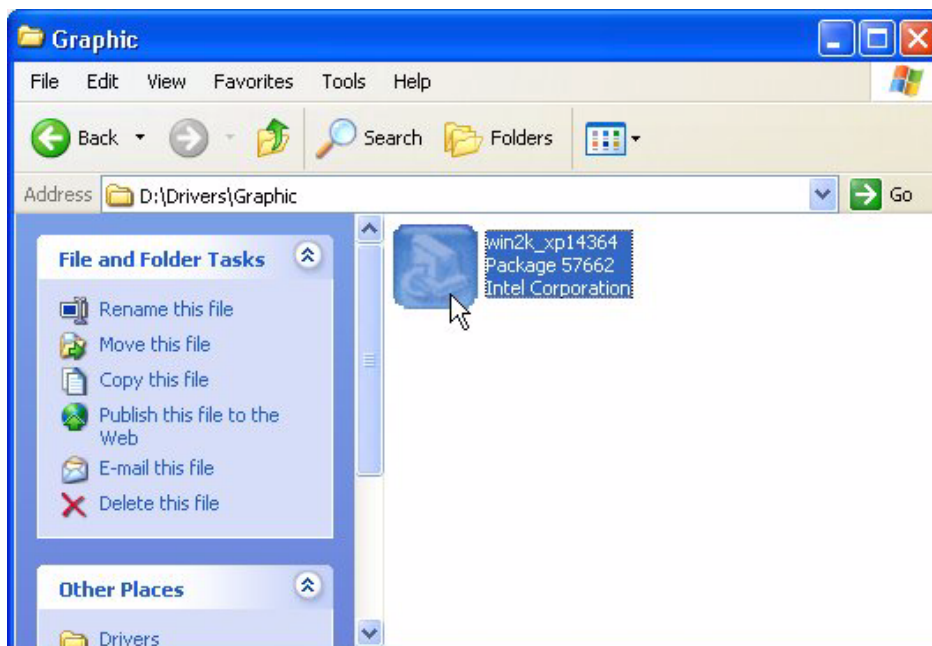 Graphic
File Edit View Favorites Tools Help
Back Search Folders
Address D:\Drivers\Graphic Go
File and Folder Tasks
Rename this file
Move this file
Copy this file
Publish this file to the
Web
E-mail this file
Delete this file
Other Places
Drivers
win2k_xp14364
Package 57662
Intel Corporation